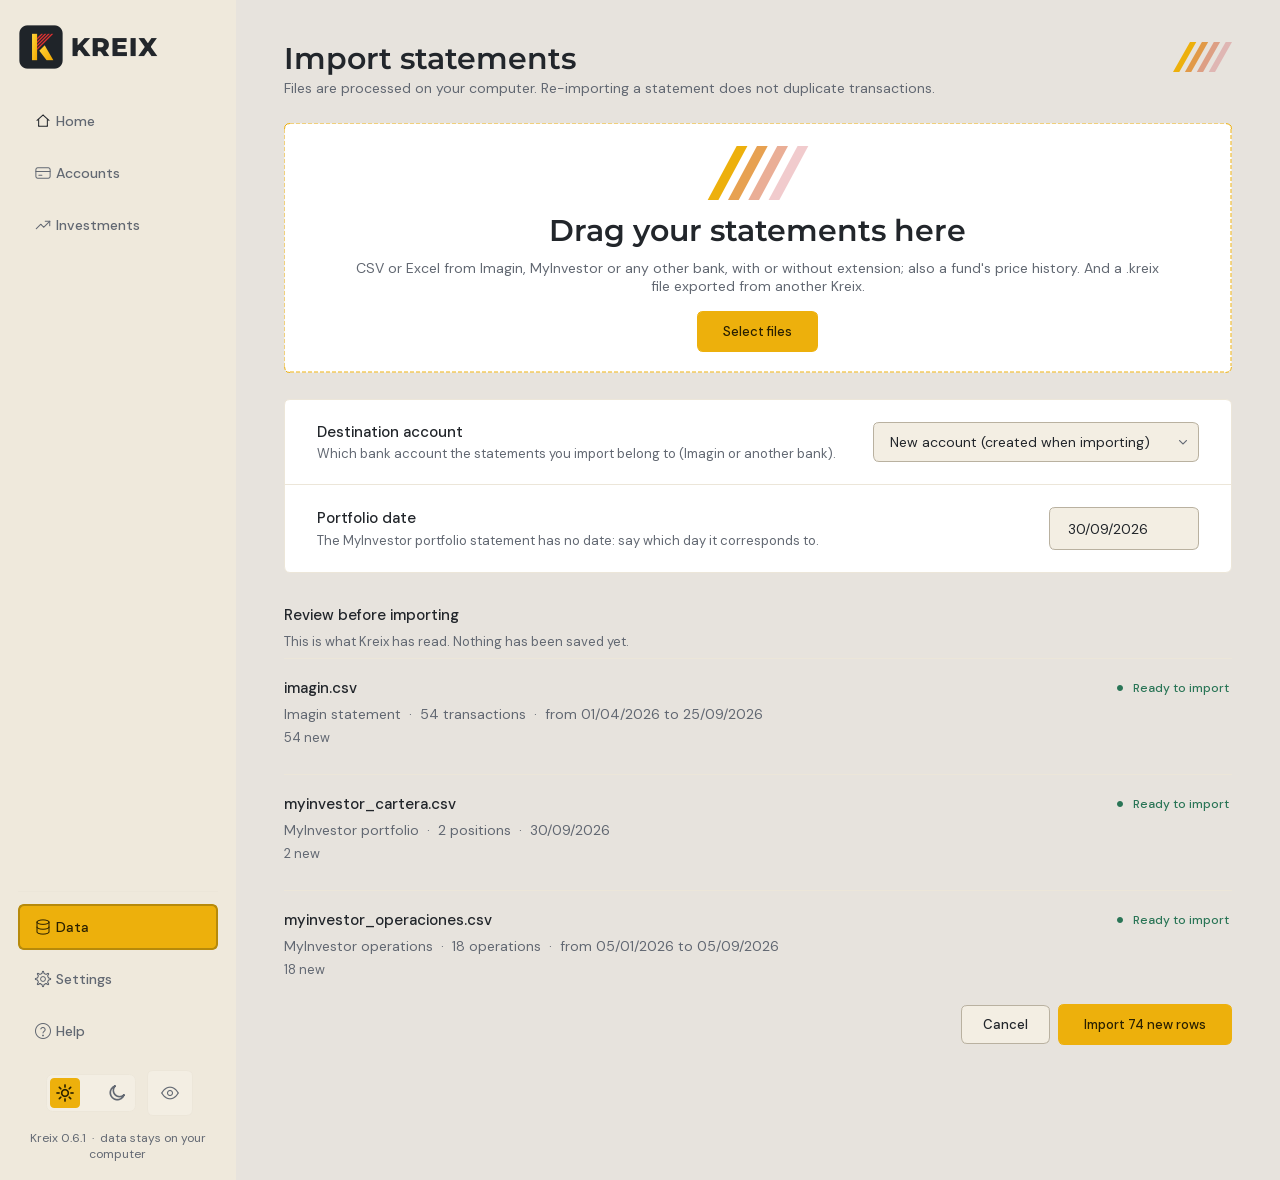 KREIX
Home
Accounts
Investments
Data
Settings
Help
Kreix 0.6.1 · data stays on your
computer
Import statements
Files are processed on your computer. Re-importing a statement does not duplicate transactions.
Drag your statements here
CSV or Excel from Imagin, MyInvestor or any other bank, with or without extension; also a fund's price history. And a .kreix
file exported from another Kreix.
Select files
Destination account
Which bank account the statements you import belong to (Imagin or another bank).
New account (created when importing)
Portfolio date
The MyInvestor portfolio statement has no date: say which day it corresponds to.
30/09/2026
Review before importing
This is what Kreix has read. Nothing has been saved yet.
imagin.csv
Ready to import
Imagin statement · 54 transactions · from 01/04/2026 to 25/09/2026
54 new
myinvestor_cartera.csv
Ready to import
MyInvestor portfolio · 2 positions · 30/09/2026
2 new
myinvestor_operaciones.csv
Ready to import
MyInvestor operations · 18 operations · from 05/01/2026 to 05/09/2026
18 new
Cancel
Import 74 new rows